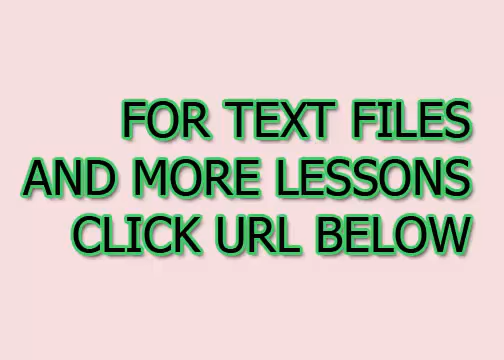 FOR TEXT FILES
AND MORE LESSONS
CLICK URL BELOW